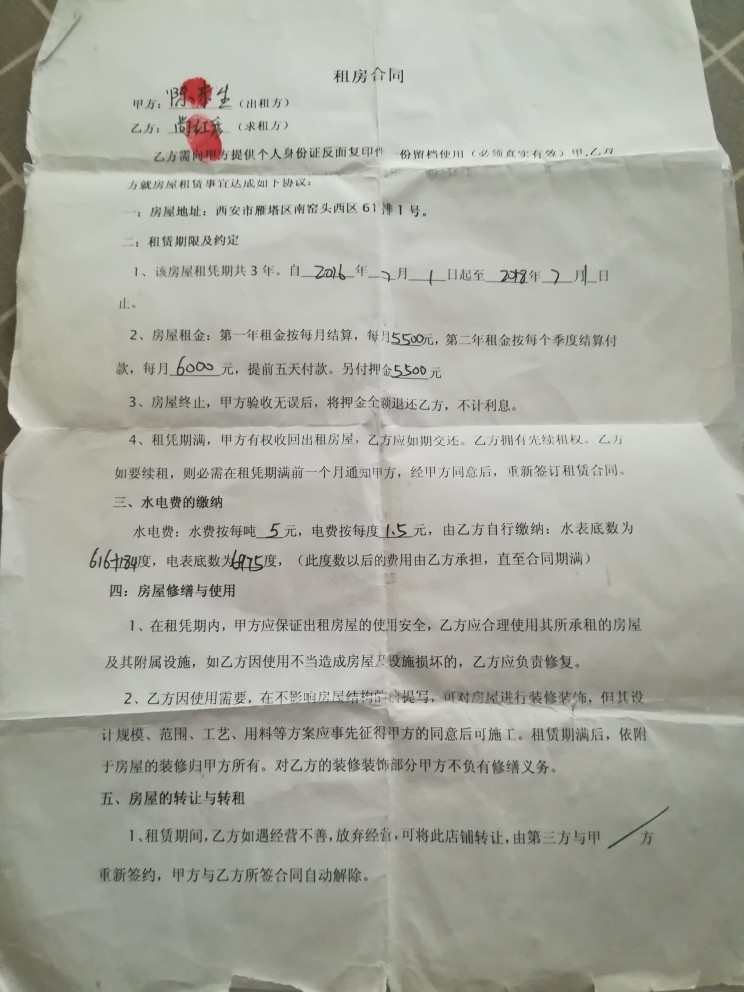 租房合同
甲方：陈来生（出租方）
乙方：尚红（求租方）
乙方需向甲方提供个人身份证反面复印件一份留档使用（必须真实有效）甲,乙双
方就房屋租赁事宜达成如下协议：
一：房屋地址：西安市雁塔区南窑头西区61排1号。
二：租赁期限及约定
1、该房屋租凭期共3年。自2016年7月1日起至2018年7月1日
止。
2、房屋租金：第一年租金按每月结算，每月5500元，第二年租金按每个季度结算付
款，每月6000元，提前五天付款。另付押金5500元
3、房屋终止，甲方验收无误后，将押金全额退还乙方，不计利息。
4、租凭期满，甲方有权收回出租房屋，乙方应如期交还。乙方拥有先续租权。乙方
如要续租，则必需在租凭期满前一个月通知甲方，经甲方同意后，重新签订租赁合同。
三、水电费的缴纳
水电费：水费按每吨5元，电费按每度1.5元，由乙方自行缴纳：水表底数为
度，电表底数为6975度，（此度数以后的费用由乙方承担，直至合同期满）
四：房屋修缮与使用
1、在租凭期内，甲方应保证出租房屋的使用安全，乙方应合理使用其所承租的房屋
及其附属设施，如乙方因使用不当造成房屋及设施损坏的，乙方应负责修复。
2、乙方因使用需要，在不影响房屋结构的前提写，可对房屋进行装修装饰，但其设
计规模、范围、工艺、用料等方案应事先征得甲方的同意后可施工。租赁期满后，依附
于房屋的装修归甲方所有。对乙方的装修装饰部分甲方不负有修缮义务。
五、房屋的转让与转租
1、租赁期间，乙方如遇经营不善，放弃经营，可将此店铺转让，由第三方与甲 / 方
重新签约，甲方与乙方所签合同自动解除。